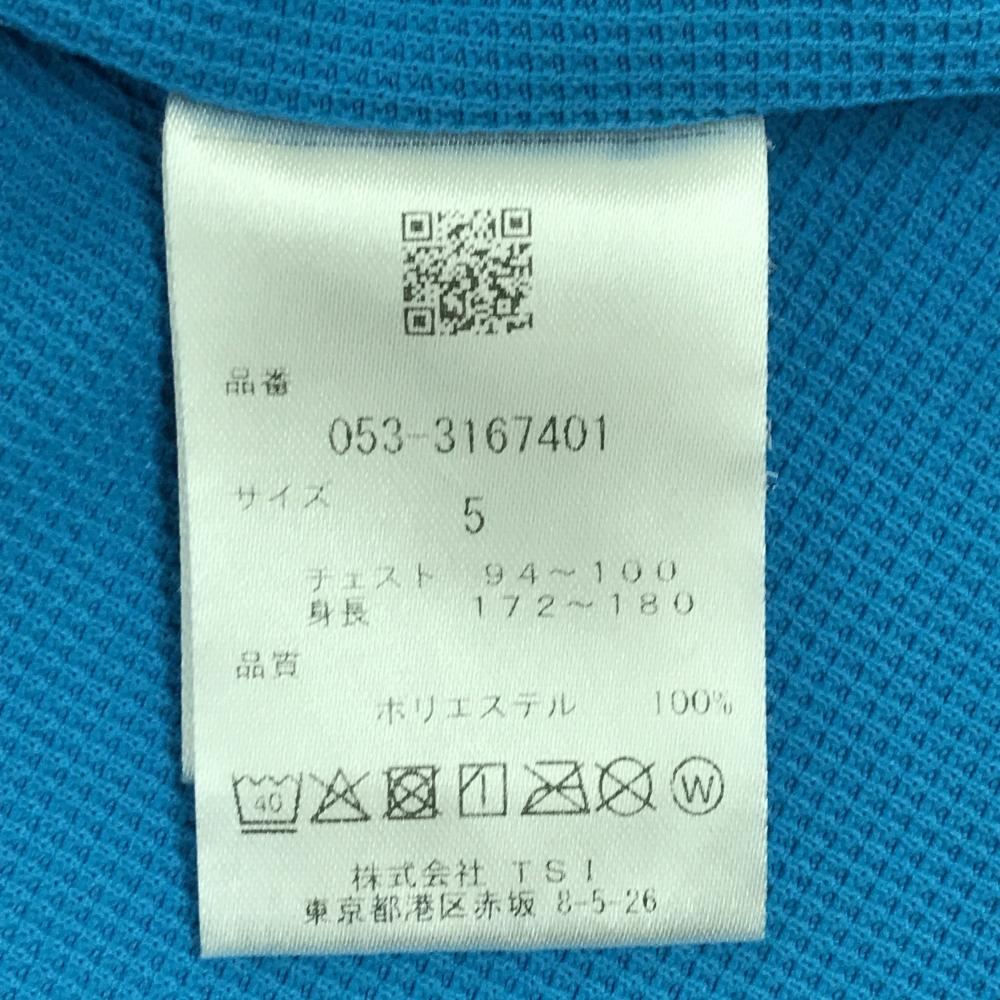 品番
053-3167401
サイズ 5
チェスト 94～100
身長 172～180
品質
ポリエステル 100%
40 W
株式会社 TSI
東京都港区赤坂 8-5-26